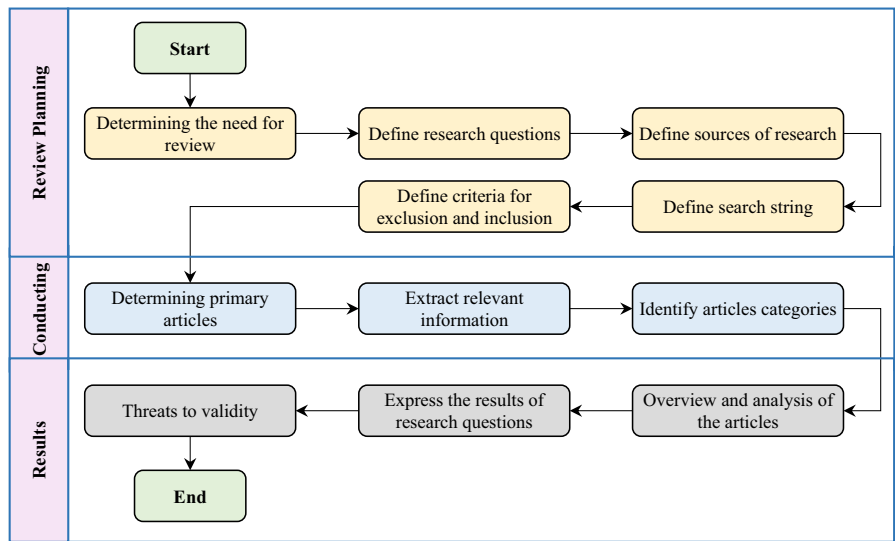 Review Planning
Start
Determining the need for
review
Define research questions
Define sources of research
Define criteria for
exclusion and inclusion
Define search string
Conducting
Determining primary
articles
Extract relevant
information
Identify articles categories
Results
Threats to validity
Express the results of
research questions
Overview and analysis of
the articles
End